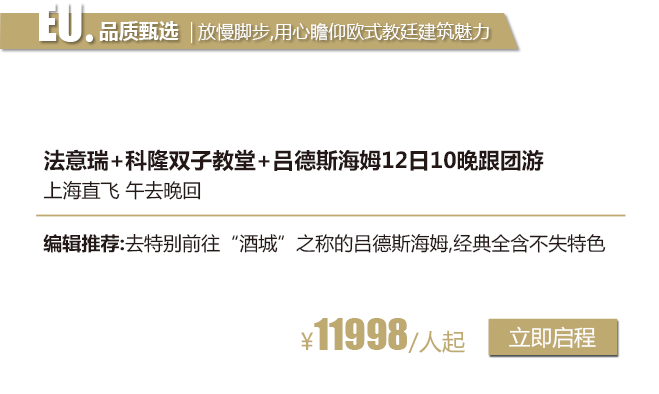 EU. 品质甄选 | 放慢脚步,用心瞻仰欧式教廷建筑魅力
法意瑞+科隆双子教堂+吕德斯海姆12日10晚跟团游
上海直飞 午去晚回
编辑推荐:去特别前往“酒城”之称的吕德斯海姆,经典全含不失特色
¥11998/人起 立即启程